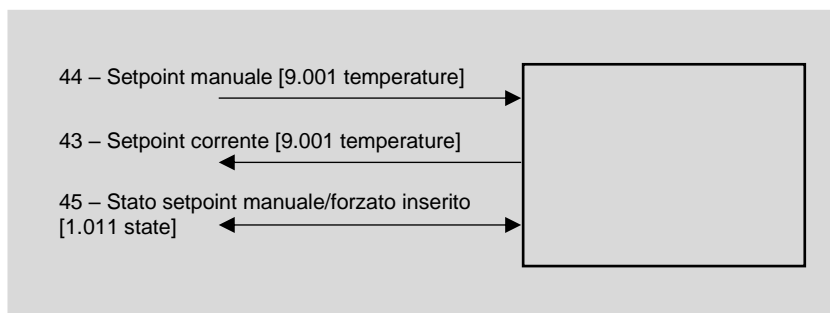 44 – Setpoint manuale [9.001 temperature]
43 – Setpoint corrente [9.001 temperature]
45 – Stato setpoint manuale/forzato inserito
[1.011 state]